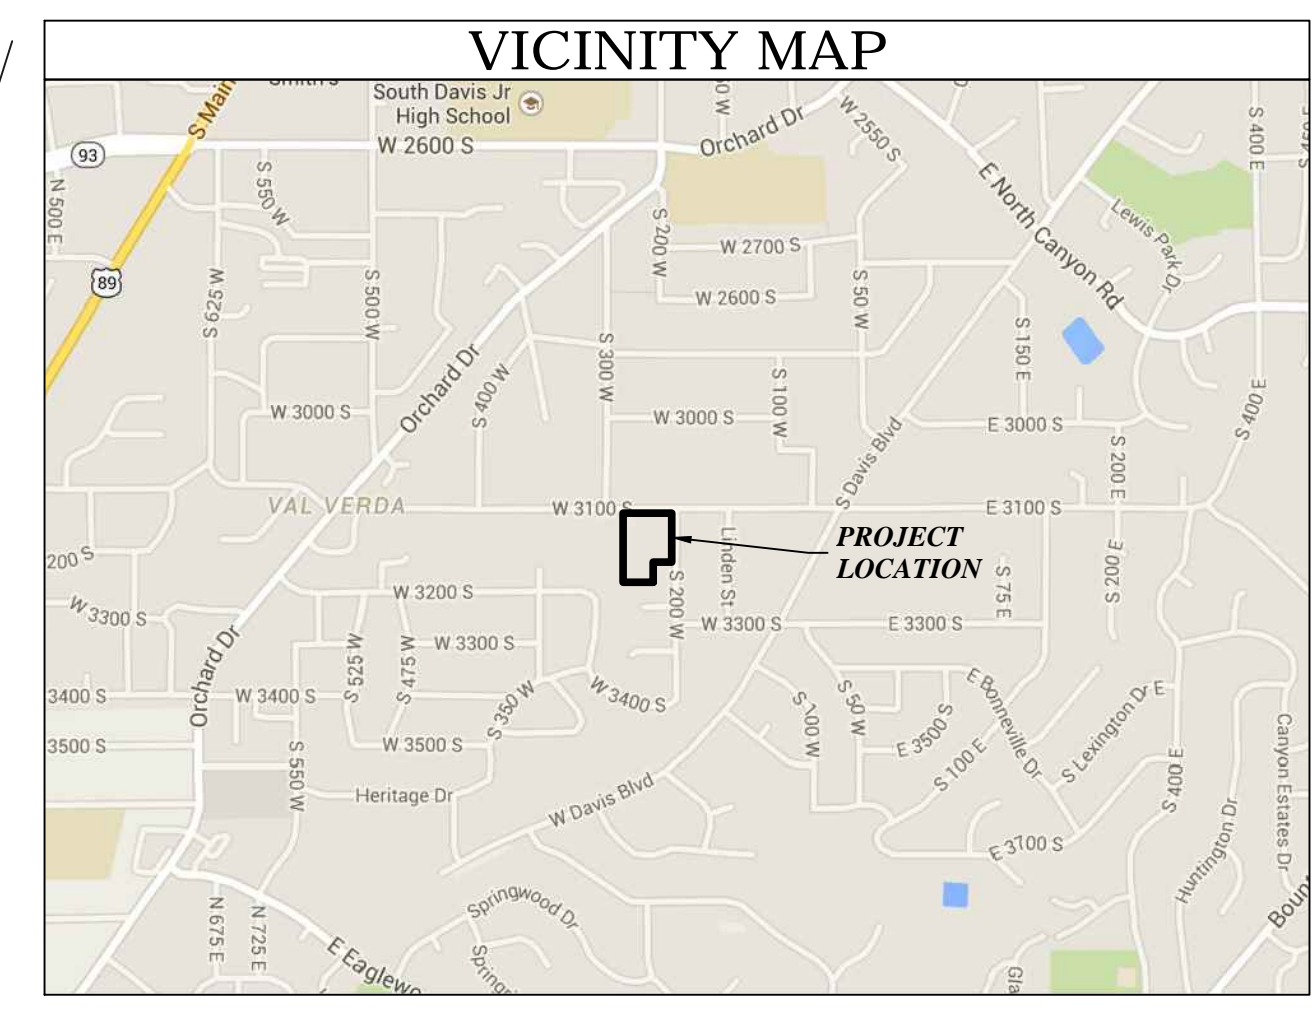 VICINITY MAP
Smith's
South Davis Jr
High School
S Main
93
W 2600 S
Orchard Dr
W 2550 S
S 400 E
N 500 E
S 550 W
E North Canyon Rd
Lewis Park Dr
S 200 W
W 2700 S
89
S 625 W
S 500 W
W 2600 S
S 50 W
S 150 E
S 300 W
Orchard Dr
S 400 W
S 100 W
W 3000 S
W 3000 S
E 3000 S
S 400 E
S Davis Blvd
S 200 E
VAL VERDA
W 3100 S
E 3100 S
PROJECT
LOCATION
Linden St
200 S
S 200 E
S 75 E
W 3200 S
S 200 W
W 3300 S
W 3300 S
E 3300 S
W 3300 S
Orchard Dr
S 525 W
S 475 W
3400 S
W 3400 S
S 350 W
W 3400 S
S 100 W
S 50 W
E Bonneville Dr
S Lexington Dr E
3500 S
W 3500 S
E 3500 S
S 100 E
S 550 W
S 400 E
Canyon Estates Dr
Heritage Dr
W Davis Blvd
E 3700 S
Huntington Dr
N 675 E
N 725 E
Springwood Dr
E Eaglewo
Springr
Gla
Boun